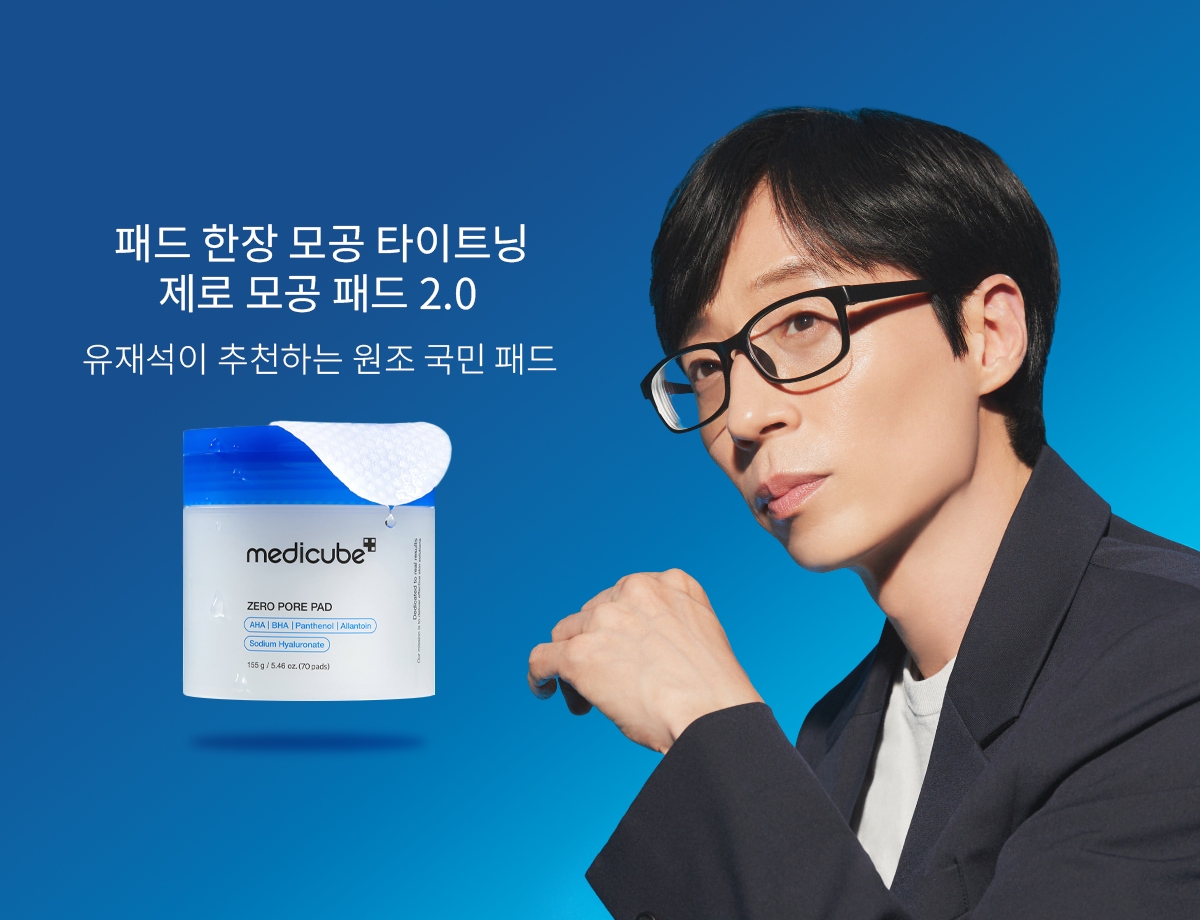 패드 한장 모공 타이트닝
제로 모공 패드 2.0
유재석이 추천하는 원조 국민 패드
medicube
ZERO PORE PAD
AHA | BHA | Panthenol | Allantoin
Sodium Hyaluronate
155 g / 5.46 oz. (70 pads)
Dedicated to real results,